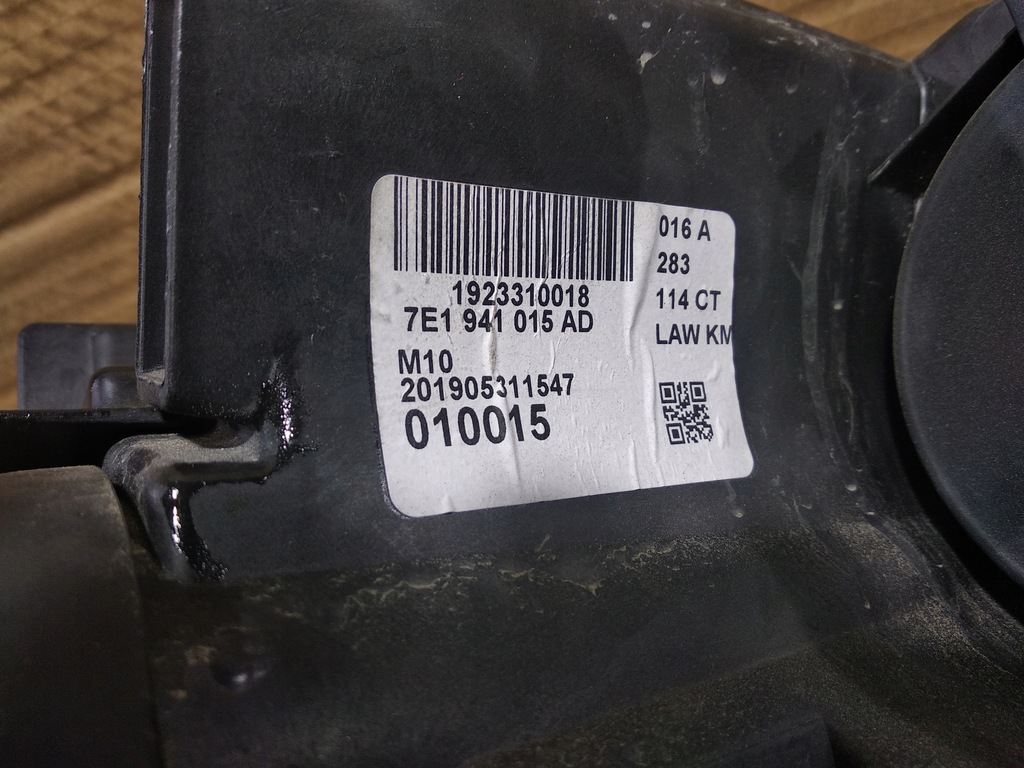 1923310018
7E1 941 015 AD
M10
201905311547
010015
016 A
283
114 CT
LAW KM